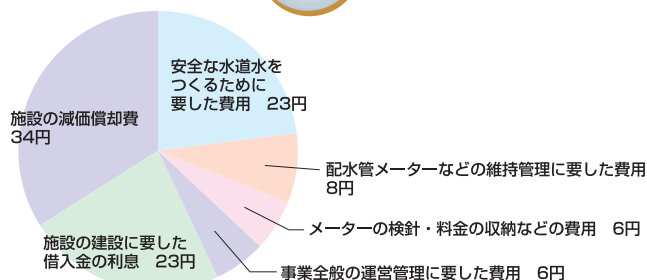 安全な水道水を
つくるために
要した費用　23円
施設の減価償却費
34円
配水管メーターなどの維持管理に要した費用
8円
メーターの検針・料金の収納などの費用　6円
施設の建設に要した
借入金の利息　23円
事業全般の運営管理に要した費用　6円